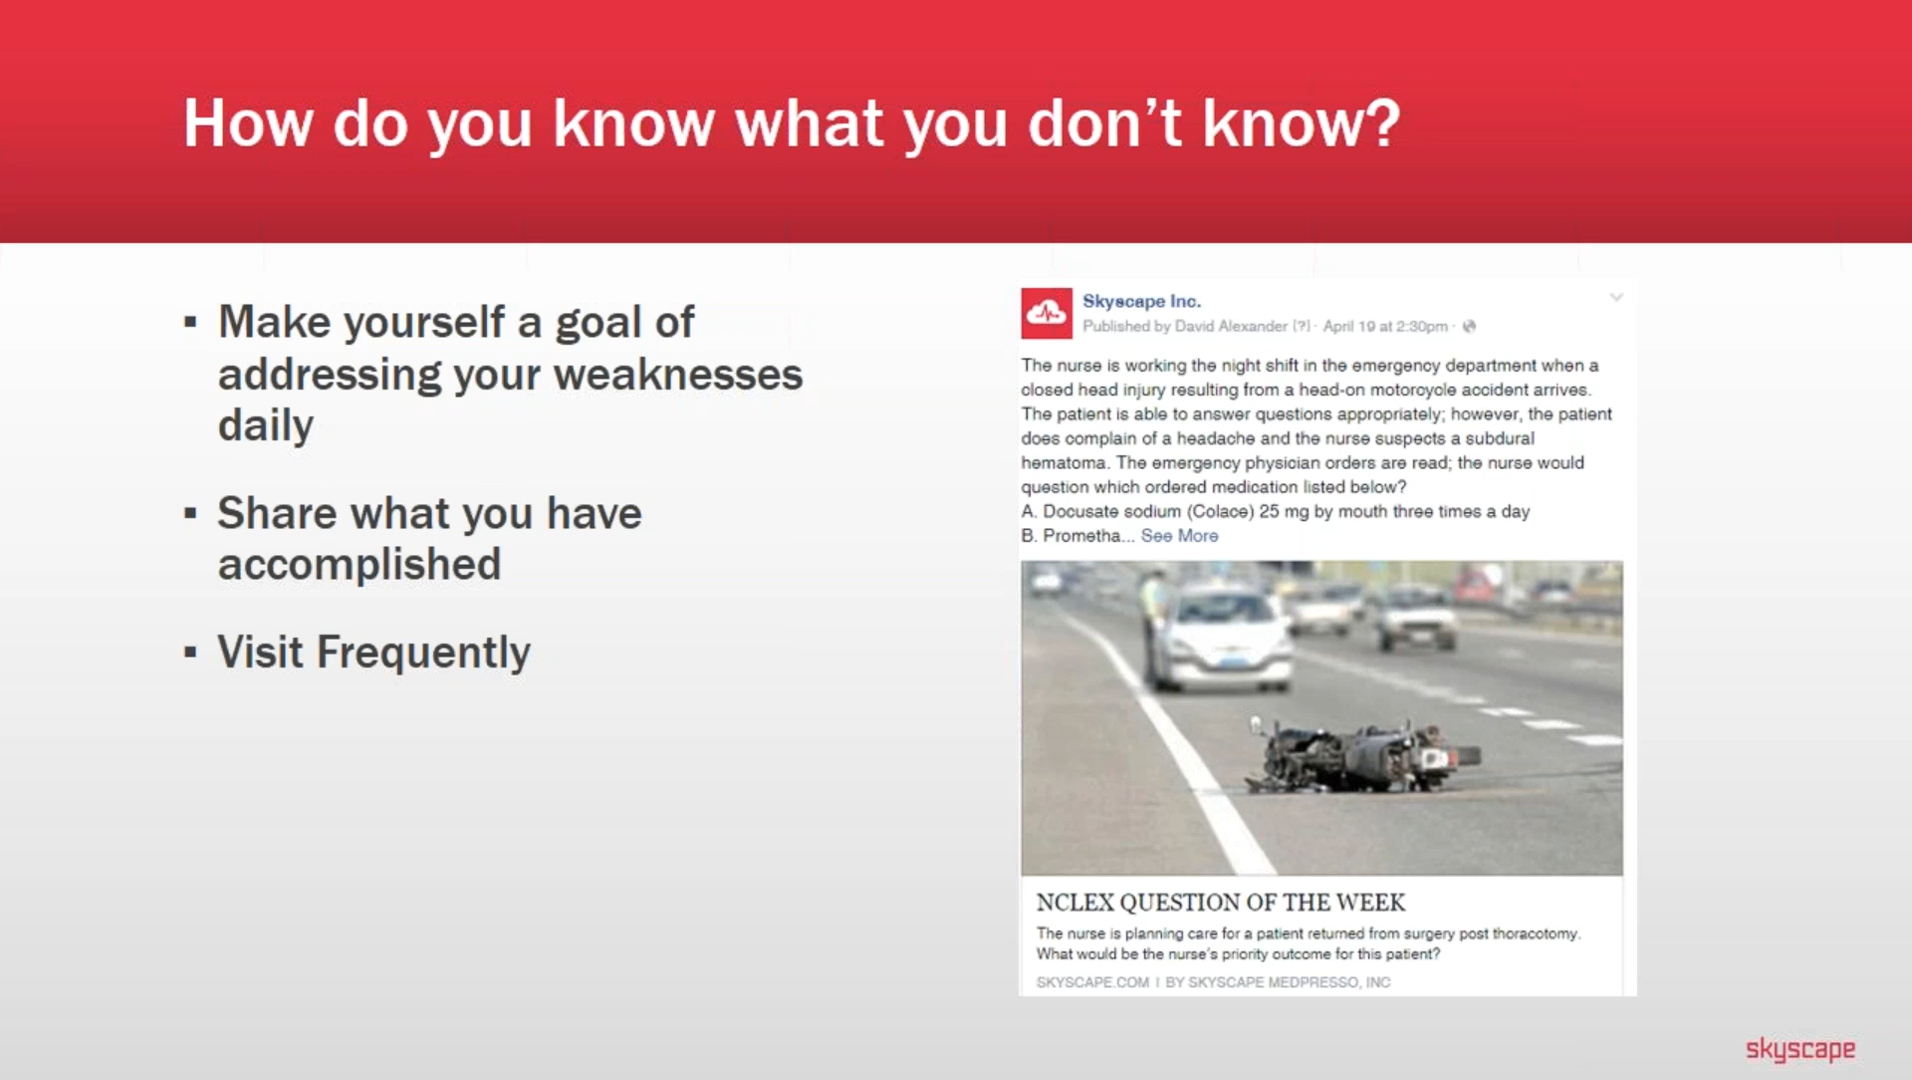 How do you know what you don't know?
▪ Make yourself a goal of
addressing your weaknesses
daily
▪ Share what you have
accomplished
▪ Visit Frequently
Skyscape Inc.
Published by David Alexander [?] · April 19 at 2:30pm ·
The nurse is working the night shift in the emergency department when a
closed head injury resulting from a head-on motorcycle accident arrives.
The patient is able to answer questions appropriately; however, the patient
does complain of a headache and the nurse suspects a subdural
hematoma. The emergency physician orders are read; the nurse would
question which ordered medication listed below?
A. Docusate sodium (Colace) 25 mg by mouth three times a day
B. Prometha... See More
NCLEX QUESTION OF THE WEEK
The nurse is planning care for a patient returned from surgery post thoracotomy.
What would be the nurse's priority outcome for this patient?
SKYSCAPE.COM | BY SKYSCAPE MEDPRESSO, INC
skyscape